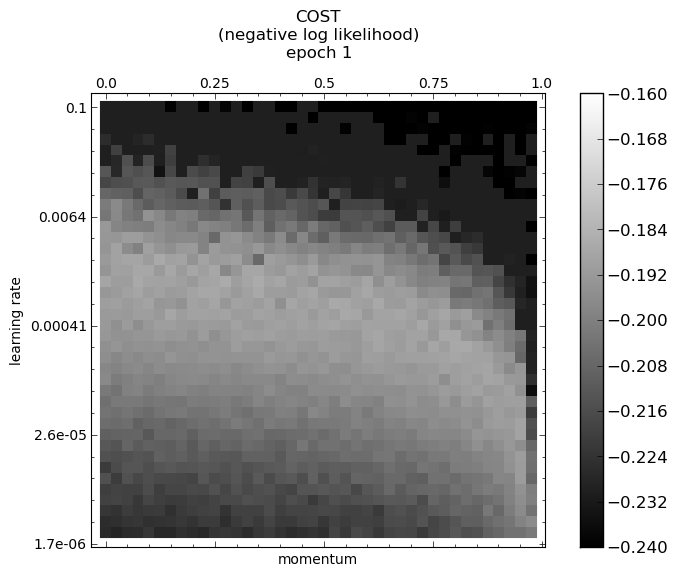 COST
(negative log likelihood)
epoch 1
0.0 0.25 0.5 0.75 1.0
0.1
0.0064
0.00041
2.6e-05
1.7e-06
learning rate
momentum
−0.160
−0.168
−0.176
−0.184
−0.192
−0.200
−0.208
−0.216
−0.224
−0.232
−0.240